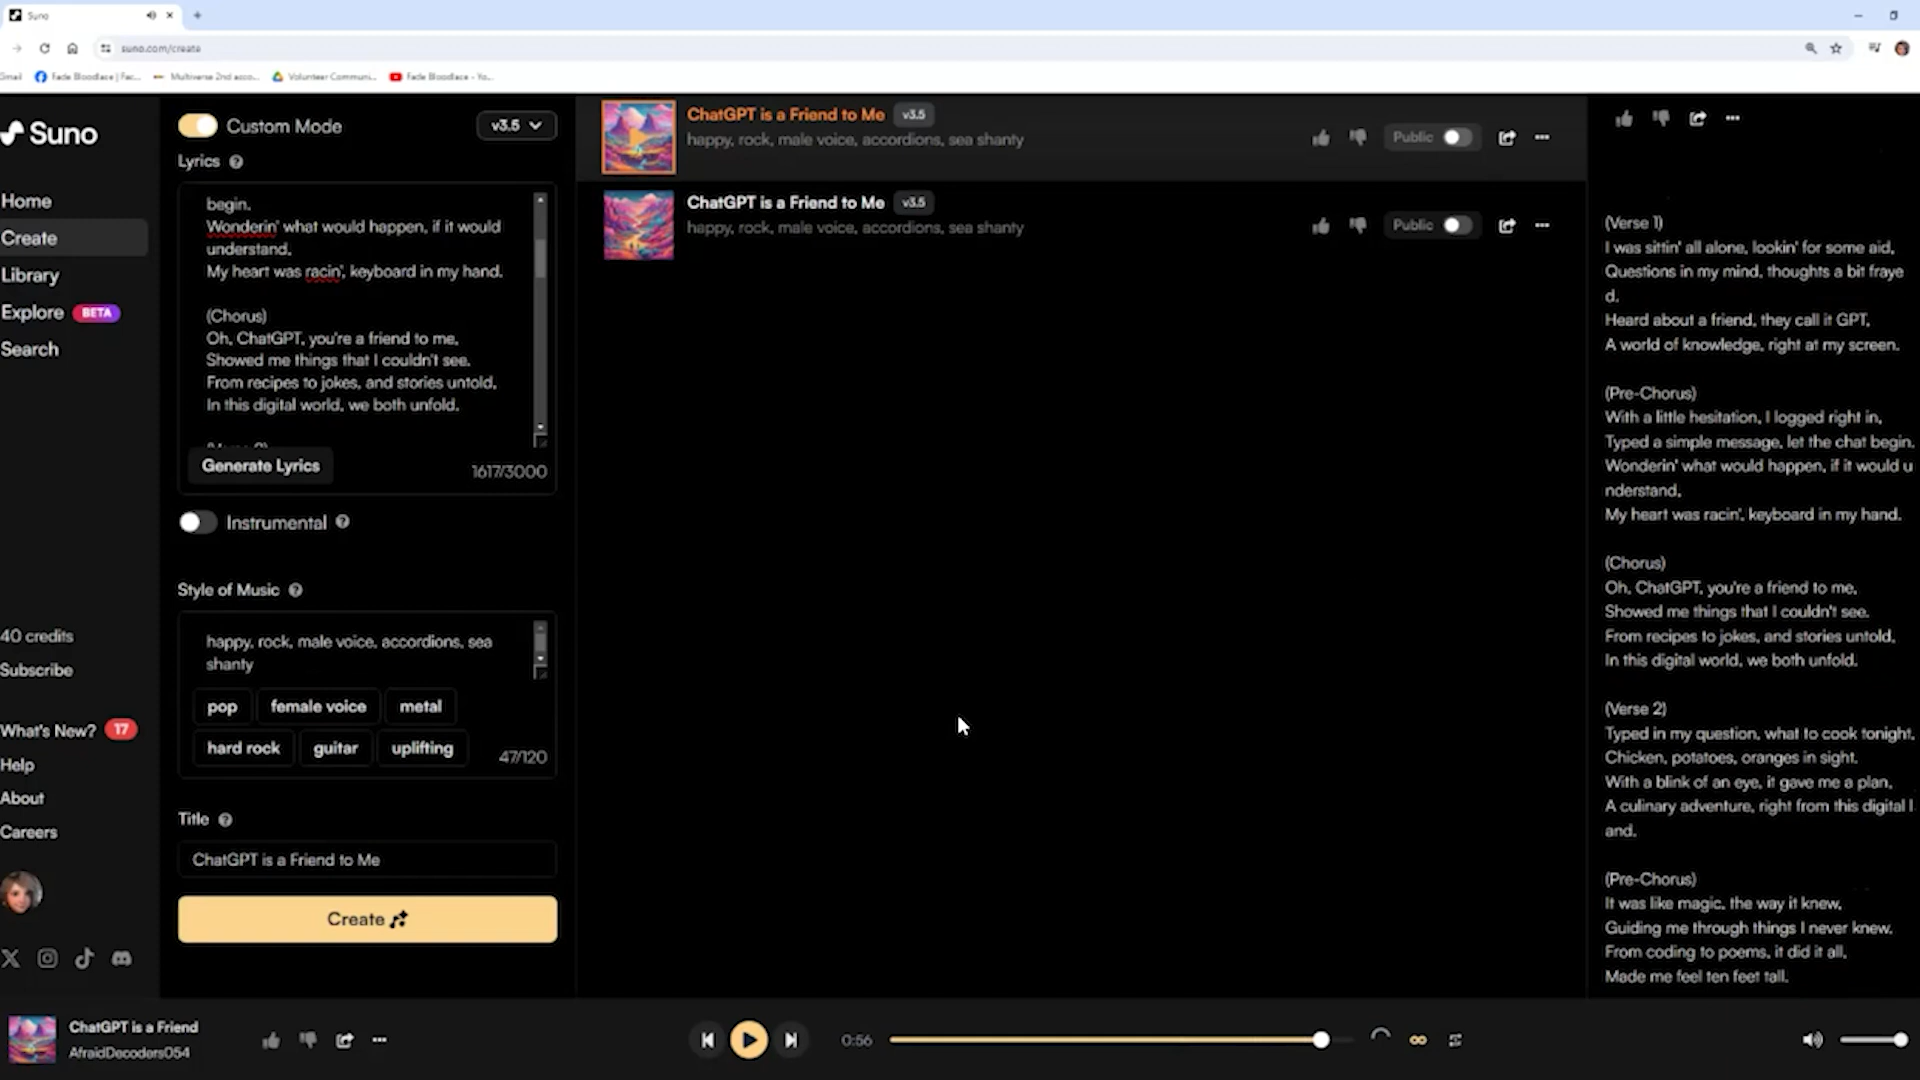 Suno
suno.com/create
Gmail
Fade Bloodlace | Fac...
Multiverse 2nd acco...
Volunteer Communi...
Fade Bloodlace - Yo...
Suno
Home
Create
Library
Explore BETA
Search
40 credits
Subscribe
What's New? 17
Help
About
Careers
Custom Mode
v3.5
Lyrics
begin.
Wonderin' what would happen, if it would
understand,
My heart was racin', keyboard in my hand.
(Chorus)
Oh, ChatGPT, you're a friend to me,
Showed me things that I couldn't see.
From recipes to jokes, and stories untold,
In this digital world, we both unfold.
Generate Lyrics
1617/3000
Instrumental
Style of Music
happy, rock, male voice, accordions, sea
shanty
pop
female voice
metal
hard rock
guitar
uplifting
47/120
Title
ChatGPT is a Friend to Me
Create
ChatGPT is a Friend to Me v3.5
happy, rock, male voice, accordions, sea shanty
Public
ChatGPT is a Friend to Me v3.5
happy, rock, male voice, accordions, sea shanty
Public
(Verse 1)
I was sittin' all alone, lookin' for some aid,
Questions in my mind, thoughts a bit fraye
d.
Heard about a friend, they call it GPT,
A world of knowledge, right at my screen.
(Pre-Chorus)
With a little hesitation, I logged right in,
Typed a simple message, let the chat begin.
Wonderin' what would happen, if it would u
nderstand,
My heart was racin', keyboard in my hand.
(Chorus)
Oh, ChatGPT, you're a friend to me,
Showed me things that I couldn't see.
From recipes to jokes, and stories untold,
In this digital world, we both unfold.
(Verse 2)
Typed in my question, what to cook tonight,
Chicken, potatoes, oranges in sight.
With a blink of an eye, it gave me a plan,
A culinary adventure, right from this digital l
and.
(Pre-Chorus)
It was like magic, the way it knew,
Guiding me through things I never knew.
From coding to poems, it did it all,
Made me feel ten feet tall.
ChatGPT is a Friend
AfraidDecoders054
0:56